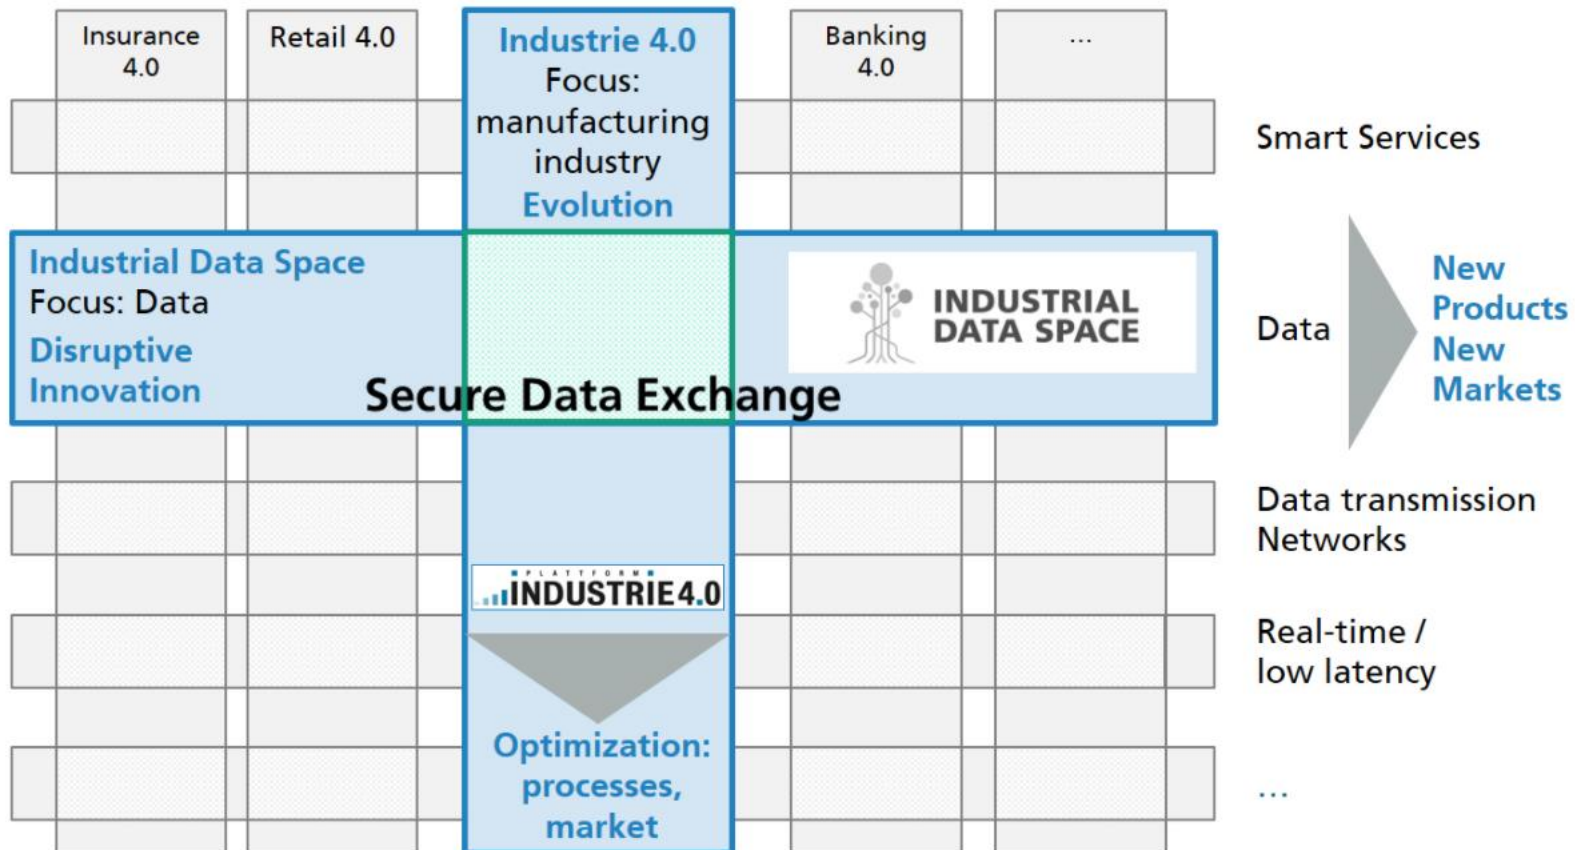 Insurance
4.0
Retail 4.0
Industrie 4.0
Focus:
manufacturing
industry
Evolution
Banking
4.0
...
Smart Services
Industrial Data Space
Focus: Data
Disruptive
Innovation
Secure Data Exchange
INDUSTRIAL
DATA SPACE
Data
New
Products
New
Markets
Data transmission
Networks
PLATTFORM
INDUSTRIE4.0
Real-time /
low latency
Optimization:
processes,
market
...